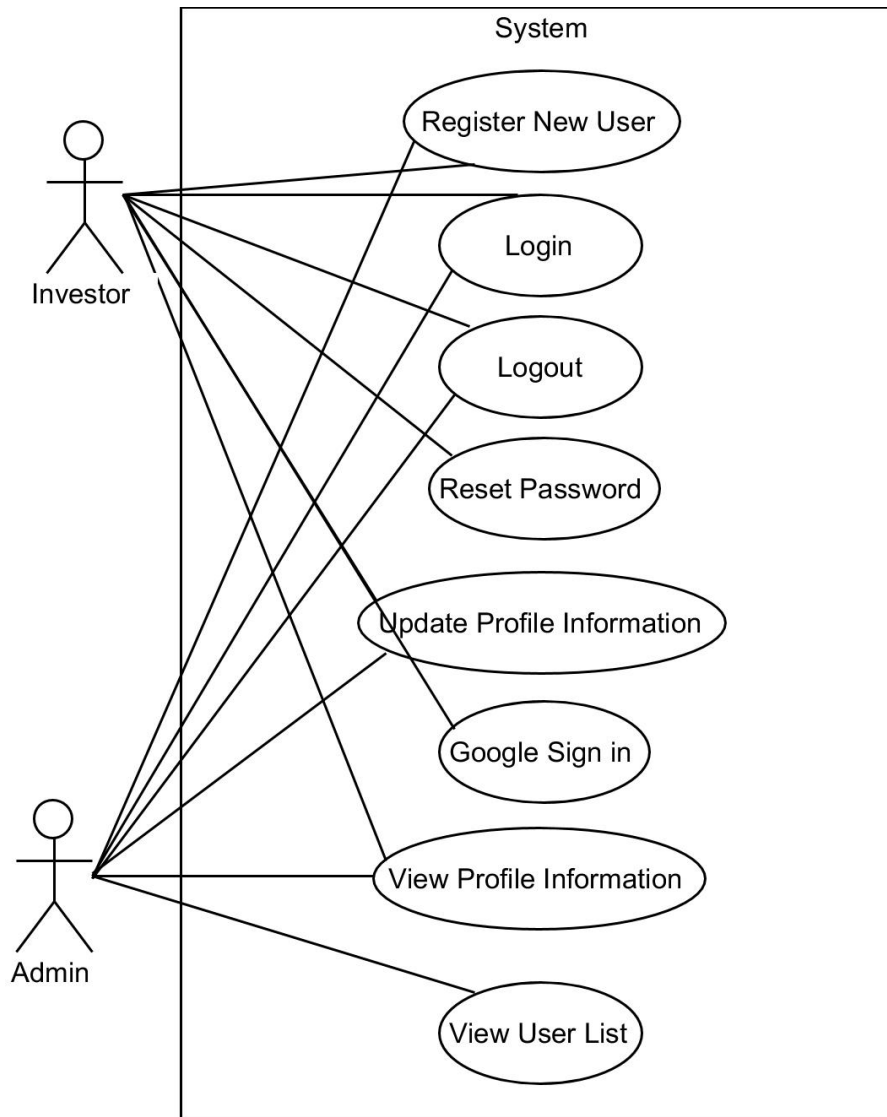 System
Register New User
Login
Investor
Logout
Reset Password
Update Profile Information
Google Sign in
View Profile Information
Admin
View User List